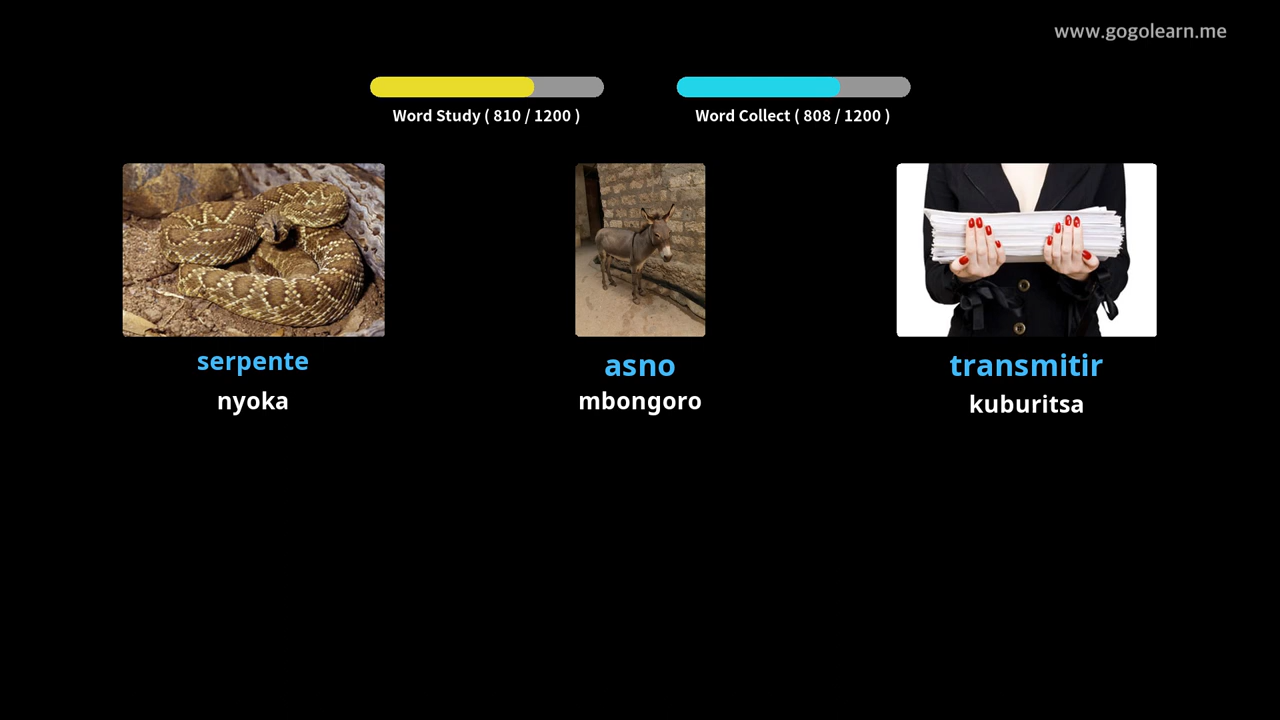 www.gogolearn.me
Word Study ( 810 / 1200 )
Word Collect ( 808 / 1200 )
serpente
nyoka
asno
mbongoro
transmitir
kuburitsa